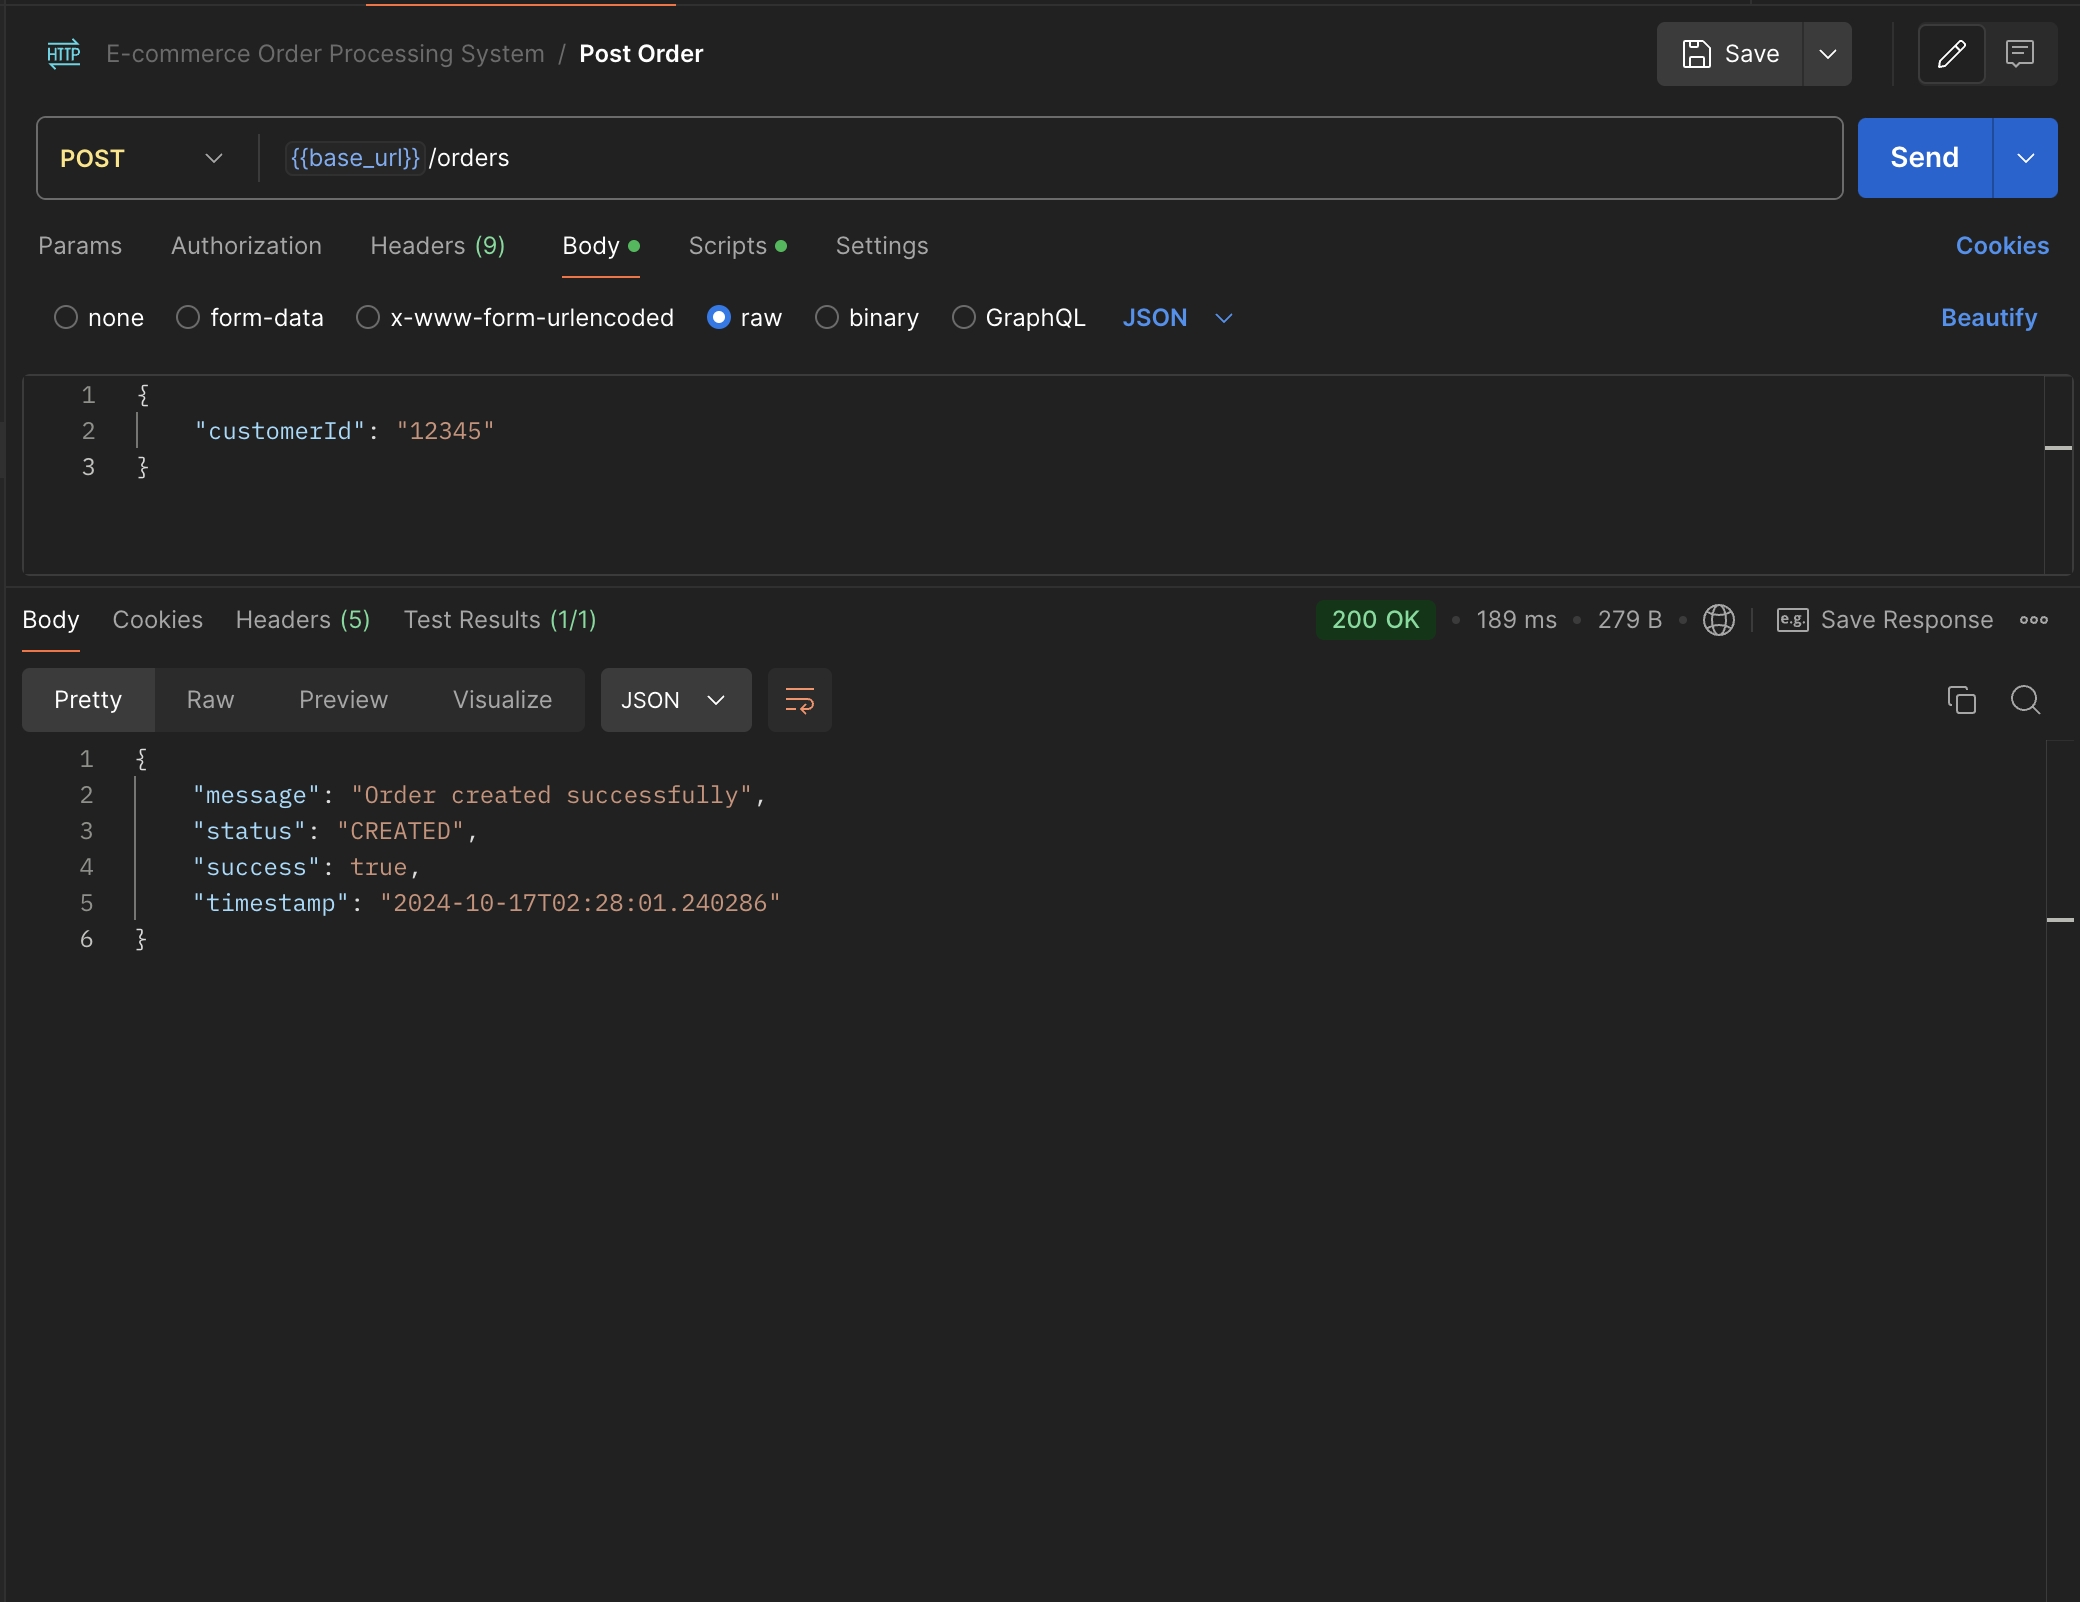 HTTP E-commerce Order Processing System / Post Order Save
POST {{base_url}}/orders Send
Params Authorization Headers (9) Body Scripts Settings Cookies
none form-data x-www-form-urlencoded raw binary GraphQL JSON Beautify
1 {
2 "customerId": "12345"
3 }
Body Cookies Headers (5) Test Results (1/1) 200 OK • 189 ms • 279 B • e.g. Save Response
Pretty Raw Preview Visualize JSON
1 {
2 "message": "Order created successfully",
3 "status": "CREATED",
4 "success": true,
5 "timestamp": "2024-10-17T02:28:01.240286"
6 }